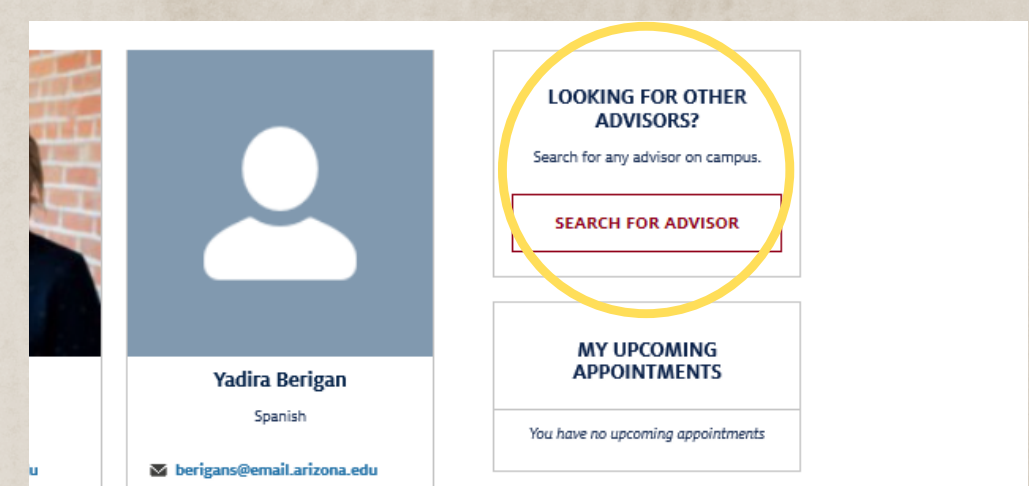 u
Yadira Berigan
Spanish
berigans@email.arizona.edu
LOOKING FOR OTHER
ADVISORS?
Search for any advisor on campus.
SEARCH FOR ADVISOR
MY UPCOMING
APPOINTMENTS
You have no upcoming appointments